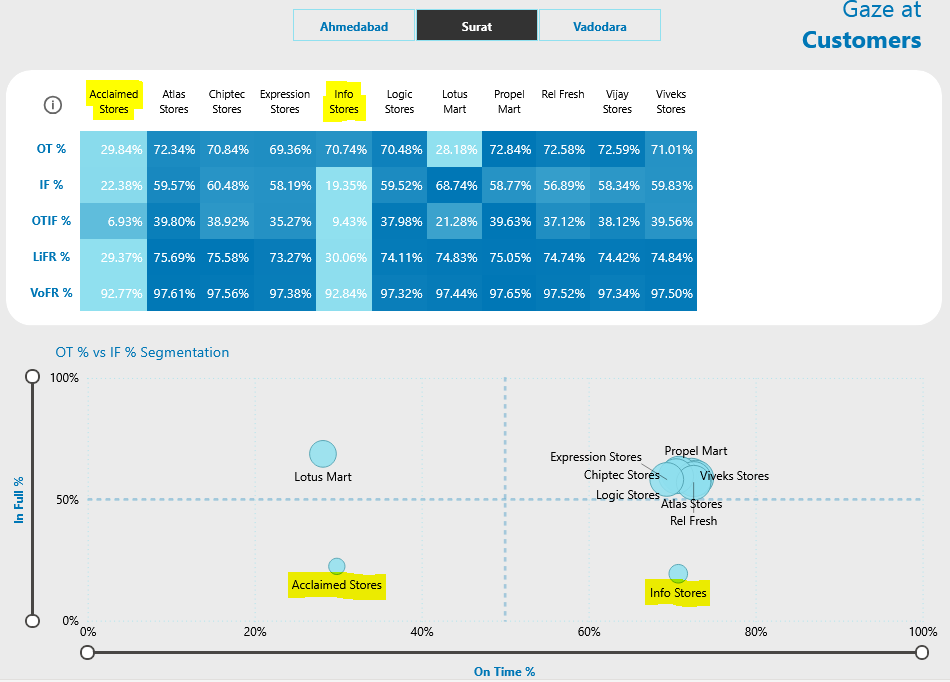 Gaze at
Customers
Ahmedabad Surat Vadodara
Acclaimed Stores Atlas Stores Chiptec Stores Expression Stores Info Stores Logic Stores Lotus Mart Propel Mart Rel Fresh Vijay Stores Viveks Stores
OT % 29.84% 72.34% 70.84% 69.36% 70.74% 70.48% 28.18% 72.84% 72.58% 72.59% 71.01%
IF % 22.38% 59.57% 60.48% 58.19% 19.35% 59.52% 68.74% 58.77% 56.89% 58.34% 59.83%
OTIF % 6.93% 39.80% 38.92% 35.27% 9.43% 37.98% 21.28% 39.63% 37.12% 38.12% 39.56%
LiFR % 29.37% 75.69% 75.58% 73.27% 30.06% 74.11% 74.83% 75.05% 74.74% 74.42% 74.84%
VoFR % 92.77% 97.61% 97.56% 97.38% 92.84% 97.32% 97.44% 97.65% 97.52% 97.34% 97.50%
OT % vs IF % Segmentation
100%
50%
0%
In Full %
Lotus Mart
Propel Mart
Expression Stores
Chiptec Stores
Viveks Stores
Logic Stores
Atlas Stores
Rel Fresh
Acclaimed Stores
Info Stores
0% 20% 40% 60% 80% 100%
On Time %